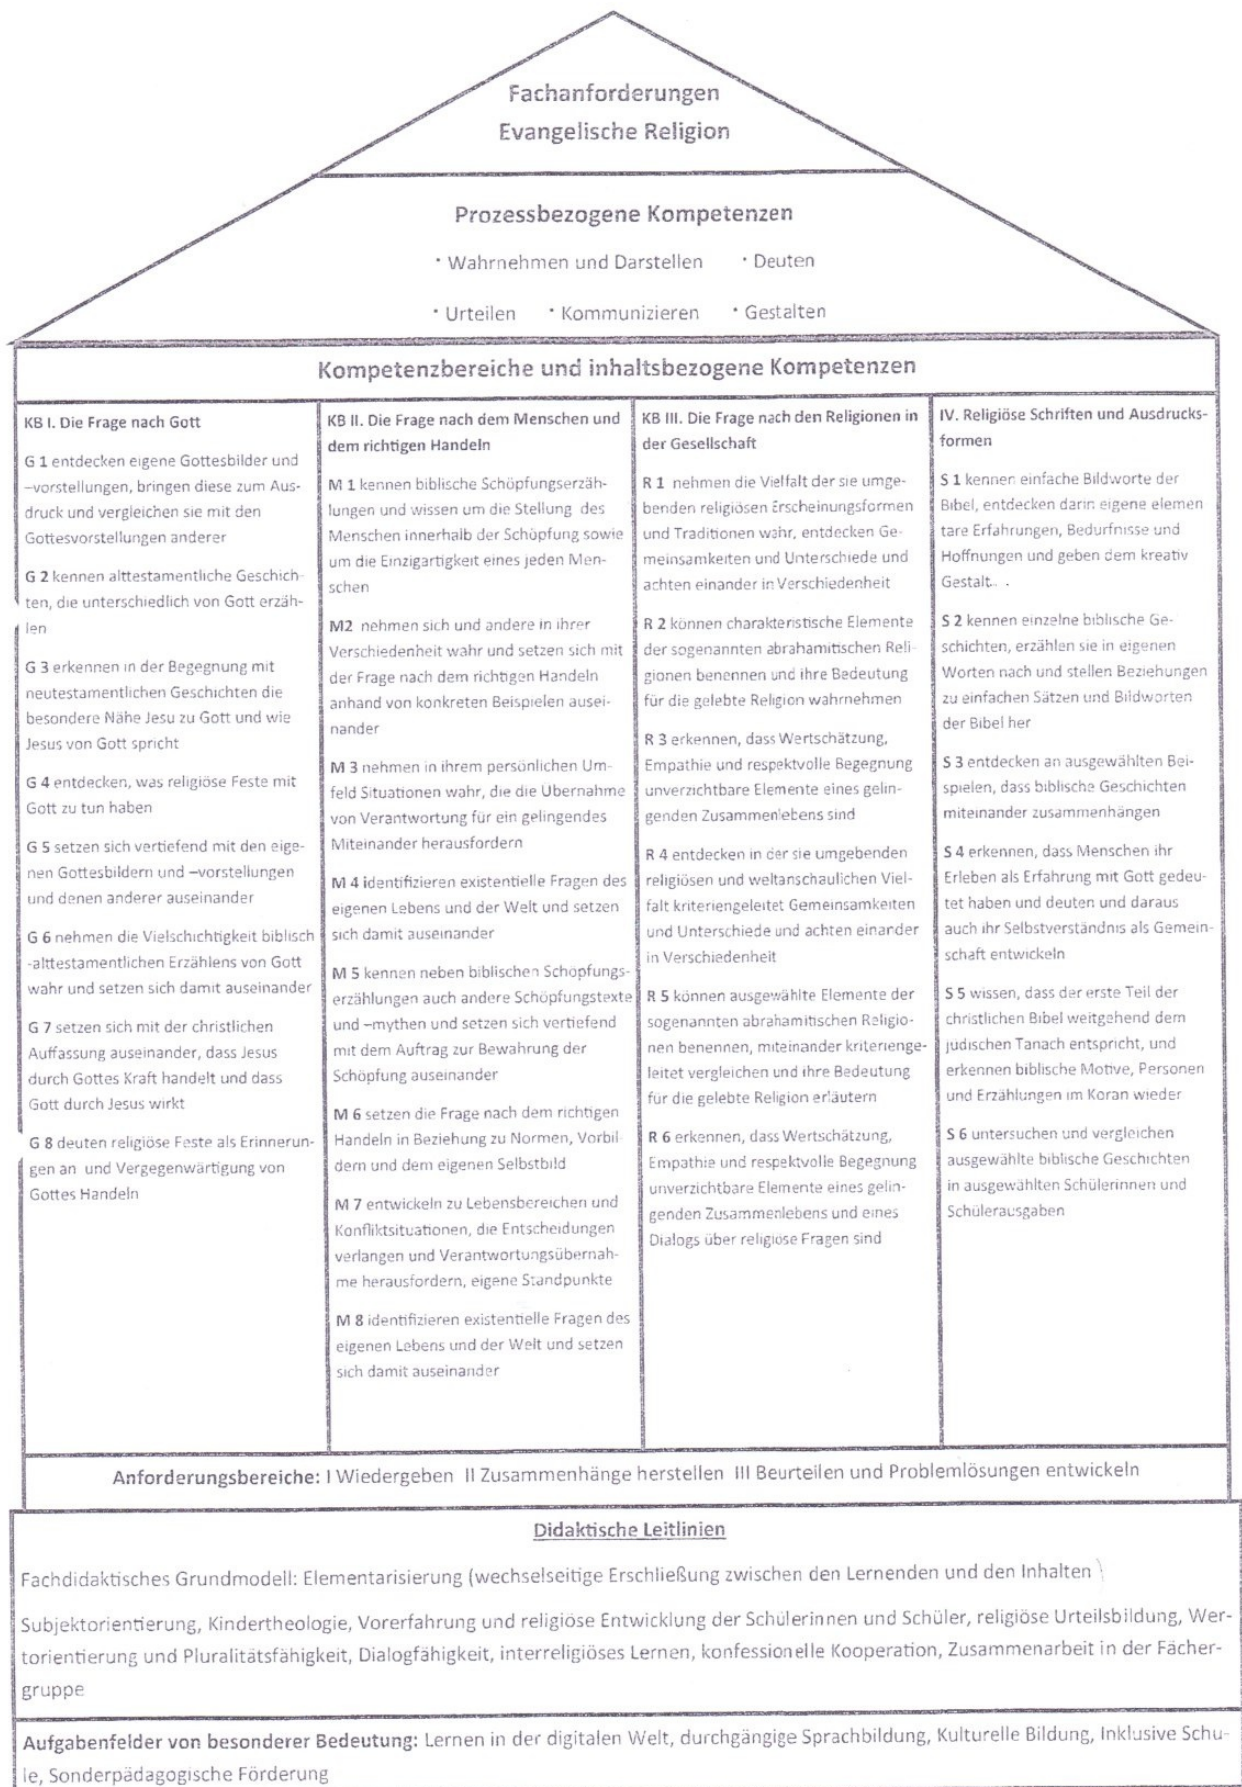 Fachanforderungen
Evangelische Religion
Prozessbezogene Kompetenzen
· Wahrnehmen und Darstellen · Deuten
· Urteilen · Kommunizieren · Gestalten
Kompetenzbereiche und inhaltsbezogene Kompetenzen
KB I. Die Frage nach Gott
G 1 entdecken eigene Gottesbilder und
–vorstellungen, bringen diese zum Aus-
druck und vergleichen sie mit den
Gottesvorstellungen anderer
G 2 kennen alttestamentliche Geschich-
ten, die unterschiedlich von Gott erzäh-
len
G 3 erkennen in der Begegnung mit
neutestamentlichen Geschichten die
besondere Nähe Jesu zu Gott und wie
Jesus von Gott spricht
G 4 entdecken, was religiöse Feste mit
Gott zu tun haben
G 5 setzen sich vertiefend mit den eige-
nen Gottesbildern und –vorstellungen
und denen anderer auseinander
G 6 nehmen die Vielschichtigkeit biblisch
-alttestamentlichen Erzählens von Gott
wahr und setzen sich damit auseinander
G 7 setzen sich mit der christlichen
Auffassung auseinander, dass Jesus
durch Gottes Kraft handelt und dass
Gott durch Jesus wirkt
G 8 deuten religiöse Feste als Erinnerun-
gen an und Vergegenwärtigung von
Gottes Handeln
KB II. Die Frage nach dem Menschen und
dem richtigen Handeln
M 1 kennen biblische Schöpfungserzäh-
lungen und wissen um die Stellung des
Menschen innerhalb der Schöpfung sowie
um die Einzigartigkeit eines jeden Men-
schen
M2 nehmen sich und andere in ihrer
Verschiedenheit wahr und setzen sich mit
der Frage nach dem richtigen Handeln
anhand von konkreten Beispielen ausei-
nander
M 3 nehmen in ihrem persönlichen Um-
feld Situationen wahr, die die Übernahme
von Verantwortung für ein gelingendes
Miteinander herausfordern
M 4 identifizieren existentielle Fragen des
eigenen Lebens und der Welt und setzen
sich damit auseinander
M 5 kennen neben biblischen Schöpfungs-
erzählungen auch andere Schöpfungstexte
und –mythen und setzen sich vertiefend
mit dem Auftrag zur Bewahrung der
Schöpfung auseinander
M 6 setzen die Frage nach dem richtigen
Handeln in Beziehung zu Normen, Vorbil-
dern und dem eigenen Selbstbild
M 7 entwickeln zu Lebensbereichen und
Konfliktsituationen, die Entscheidungen
verlangen und Verantwortungsübernah-
me herausfordern, eigene Standpunkte
M 8 identifizieren existentielle Fragen des
eigenen Lebens und der Welt und setzen
sich damit auseinander
KB III. Die Frage nach den Religionen in
der Gesellschaft
R 1 nehmen die Vielfalt der sie umge-
benden religiösen Erscheinungsformen
und Traditionen wahr, entdecken Ge-
meinsamkeiten und Unterschiede und
achten einander in Verschiedenheit
R 2 können charakteristische Elemente
der sogenannten abrahamitischen Reli-
gionen benennen und ihre Bedeutung
für die gelebte Religion wahrnehmen
R 3 erkennen, dass Wertschätzung,
Empathie und respektvolle Begegnung
unverzichtbare Elemente eines gelin-
genden Zusammenlebens sind
R 4 entdecken in der sie umgebenden
religiösen und weltanschaulichen Viel-
falt kriteriengeleitet Gemeinsamkeiten
und Unterschiede und achten einander
in Verschiedenheit
R 5 können ausgewählte Elemente der
sogenannten abrahamitischen Religio-
nen benennen, miteinander kriterienge-
leitet vergleichen und ihre Bedeutung
für die gelebte Religion erläutern
R 6 erkennen, dass Wertschätzung,
Empathie und respektvolle Begegnung
unverzichtbare Elemente eines gelin-
genden Zusammenlebens und eines
Dialogs über religiöse Fragen sind
IV. Religiöse Schriften und Ausdrucks-
formen
S 1 kennen einfache Bildworte der
Bibel, entdecken darin eigene elemen
tare Erfahrungen, Bedürfnisse und
Hoffnungen und geben dem kreativ
Gestalt. .
S 2 kennen einzelne biblische Ge-
schichten, erzählen sie in eigenen
Worten nach und stellen Beziehungen
zu einfachen Sätzen und Bildworten
der Bibel her
S 3 entdecken an ausgewählten Bei-
spielen, dass biblische Geschichten
miteinander zusammenhängen
S 4 erkennen, dass Menschen ihr
Erleben als Erfahrung mit Gott gedeu-
tet haben und deuten und daraus
auch ihr Selbstverständnis als Gemein-
schaft entwickeln
S 5 wissen, dass der erste Teil der
christlichen Bibel weitgehend dem
jüdischen Tanach entspricht, und
erkennen biblische Motive, Personen
und Erzählungen im Koran wieder
S 6 untersuchen und vergleichen
ausgewählte biblische Geschichten
in ausgewählten Schülerinnen und
Schülerausgaben
Anforderungsbereiche: I Wiedergeben II Zusammenhänge herstellen III Beurteilen und Problemlösungen entwickeln
Didaktische Leitlinien
Fachdidaktisches Grundmodell: Elementarisierung (wechselseitige Erschließung zwischen den Lernenden und den Inhalten )
Subjektorientierung, Kindertheologie, Vorerfahrung und religiöse Entwicklung der Schülerinnen und Schüler, religiöse Urteilsbildung, Wer-
torientierung und Pluralitätsfähigkeit, Dialogfähigkeit, interreligiöses Lernen, konfessionelle Kooperation, Zusammenarbeit in der Fächer-
gruppe
Aufgabenfelder von besonderer Bedeutung: Lernen in der digitalen Welt, durchgängige Sprachbildung, Kulturelle Bildung, Inklusive Schu-
le, Sonderpädagogische Förderung